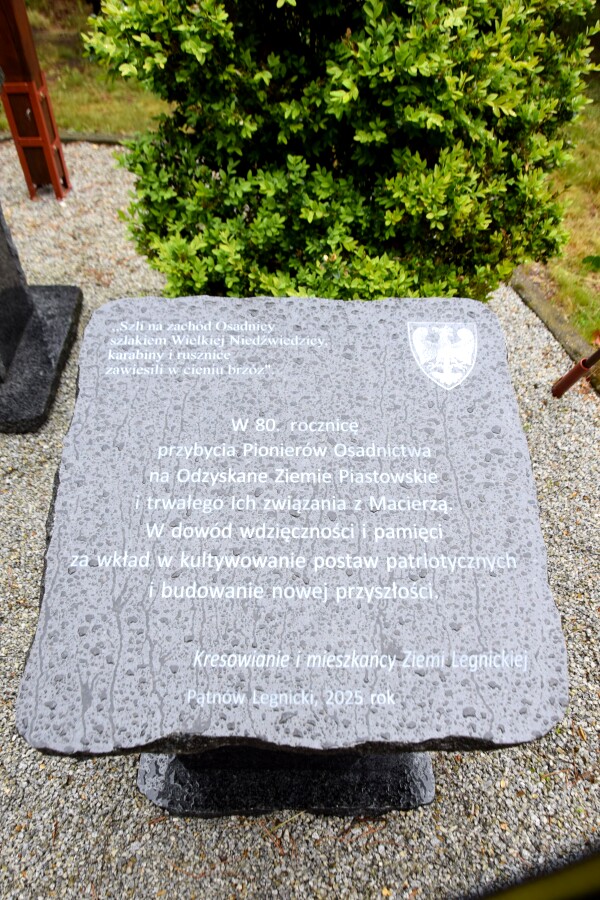 „Szli na zachód Osadnicy
szlakiem Wielkiej Niedźwiedzicy,
karabiny i rusznice
zawiesili w cieniu brzóz".
W 80. rocznicę
przybycia Pionierów Osadnictwa
na Odzyskane Ziemie Piastowskie
i trwałego Ich związania z Macierzą.
W dowód wdzięczności i pamięci
za wkład w kultywowanie postaw patriotycznych
i budowanie nowej przyszłości.
Kresowianie i mieszkańcy Ziemi Legnickiej
Pątnów Legnicki, 2025 rok